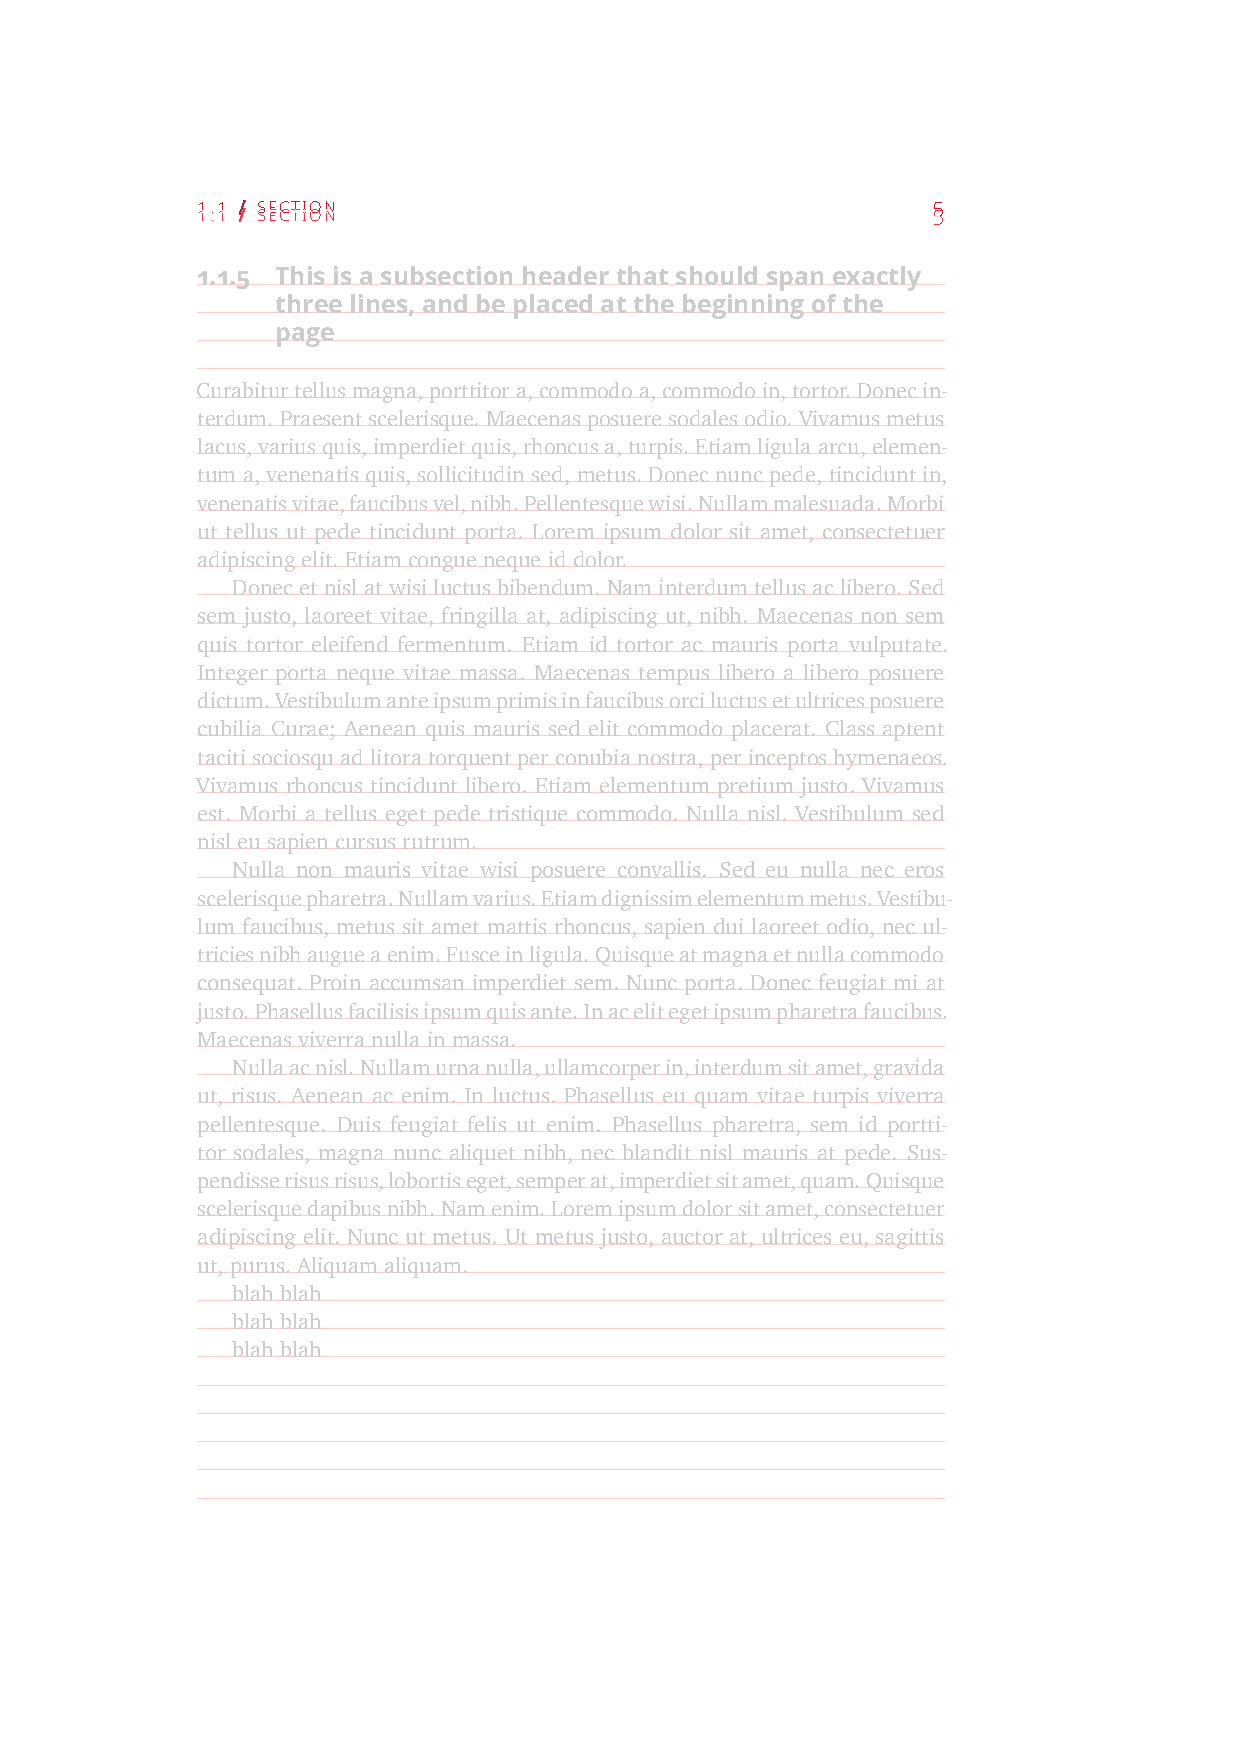 1.1 / SECTION 5
1.1 / SECTION 3
1.1.5 This is a subsection header that should span exactly
three lines, and be placed at the beginning of the
page
Curabitur tellus magna, porttitor a, commodo a, commodo in, tortor. Donec in-
terdum. Praesent scelerisque. Maecenas posuere sodales odio. Vivamus metus
lacus, varius quis, imperdiet quis, rhoncus a, turpis. Etiam ligula arcu, elemen-
tum a, venenatis quis, sollicitudin sed, metus. Donec nunc pede, tincidunt in,
venenatis vitae, faucibus vel, nibh. Pellentesque wisi. Nullam malesuada. Morbi
ut tellus ut pede tincidunt porta. Lorem ipsum dolor sit amet, consectetuer
adipiscing elit. Etiam congue neque id dolor.
Donec et nisl at wisi luctus bibendum. Nam interdum tellus ac libero. Sed
sem justo, laoreet vitae, fringilla at, adipiscing ut, nibh. Maecenas non sem
quis tortor eleifend fermentum. Etiam id tortor ac mauris porta vulputate.
Integer porta neque vitae massa. Maecenas tempus libero a libero posuere
dictum. Vestibulum ante ipsum primis in faucibus orci luctus et ultrices posuere
cubilia Curae; Aenean quis mauris sed elit commodo placerat. Class aptent
taciti sociosqu ad litora torquent per conubia nostra, per inceptos hymenaeos.
Vivamus rhoncus tincidunt libero. Etiam elementum pretium justo. Vivamus
est. Morbi a tellus eget pede tristique commodo. Nulla nisl. Vestibulum sed
nisl eu sapien cursus rutrum.
Nulla non mauris vitae wisi posuere convallis. Sed eu nulla nec eros
scelerisque pharetra. Nullam varius. Etiam dignissim elementum metus. Vestibu-
lum faucibus, metus sit amet mattis rhoncus, sapien dui laoreet odio, nec ul-
tricies nibh augue a enim. Fusce in ligula. Quisque at magna et nulla commodo
consequat. Proin accumsan imperdiet sem. Nunc porta. Donec feugiat mi at
justo. Phasellus facilisis ipsum quis ante. In ac elit eget ipsum pharetra faucibus.
Maecenas viverra nulla in massa.
Nulla ac nisl. Nullam urna nulla, ullamcorper in, interdum sit amet, gravida
ut, risus. Aenean ac enim. In luctus. Phasellus eu quam vitae turpis viverra
pellentesque. Duis feugiat felis ut enim. Phasellus pharetra, sem id portti-
tor sodales, magna nunc aliquet nibh, nec blandit nisl mauris at pede. Sus-
pendisse risus risus, lobortis eget, semper at, imperdiet sit amet, quam. Quisque
scelerisque dapibus nibh. Nam enim. Lorem ipsum dolor sit amet, consectetuer
adipiscing elit. Nunc ut metus. Ut metus justo, auctor at, ultrices eu, sagittis
ut, purus. Aliquam aliquam.
blah blah
blah blah
blah blah